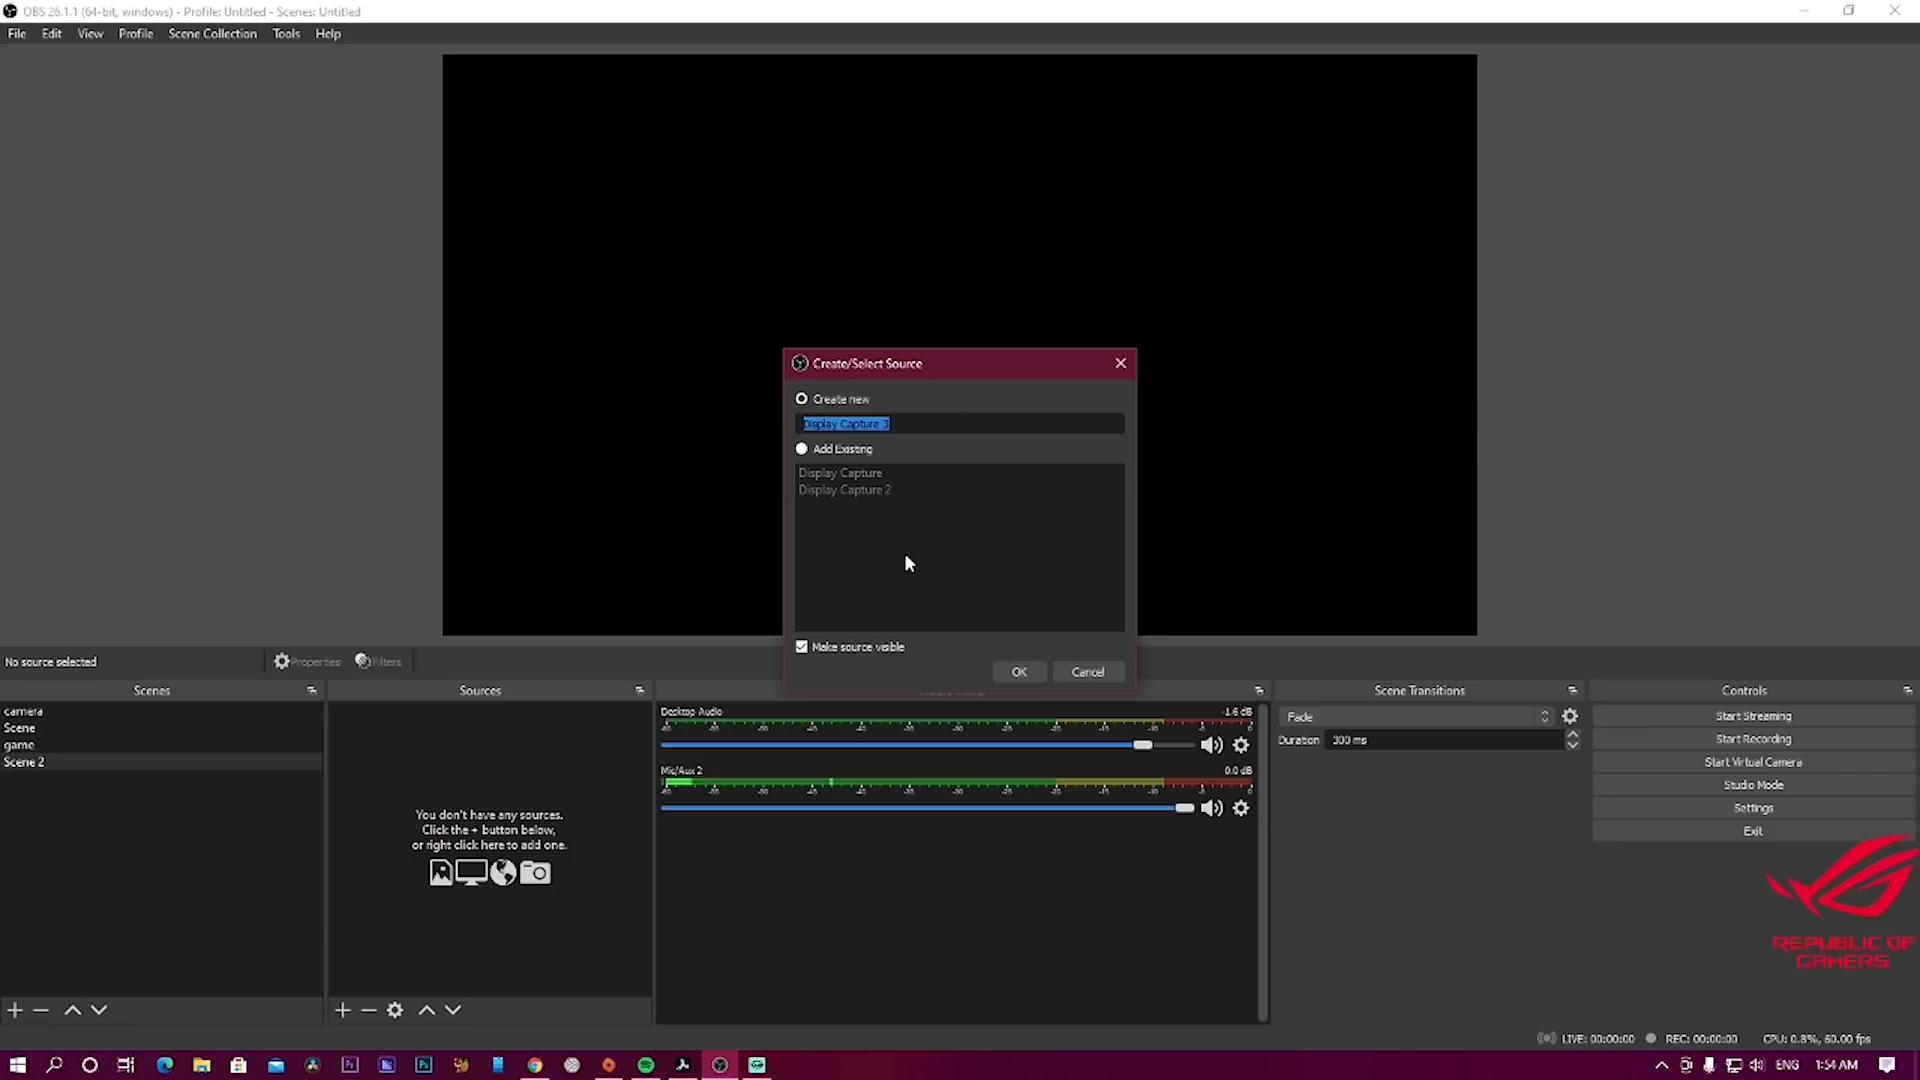 OBS 26.1.1 (64-bit, windows) - Profile: Untitled - Scenes: Untitled
File Edit View Profile Scene Collection Tools Help
Create/Select Source
Create new
Display Capture 3
Add Existing
Display Capture
Display Capture 2
Make source visible
OK Cancel
No source selected Properties Filters
Scenes Sources Scene Transitions Controls
camera
Scene
game
Scene 2
You don't have any sources.
Click the + button below,
or right click here to add one.
Desktop Audio -1.6 dB
Mic/Aux 2 0.0 dB
Fade
Duration 300 ms
Start Streaming
Start Recording
Start Virtual Camera
Studio Mode
Settings
Exit
REPUBLIC OF
GAMERS
LIVE: 00:00:00 REC: 00:00:00 CPU: 0.8%, 60.00 fps
Pr Ps ENG 1:54 AM